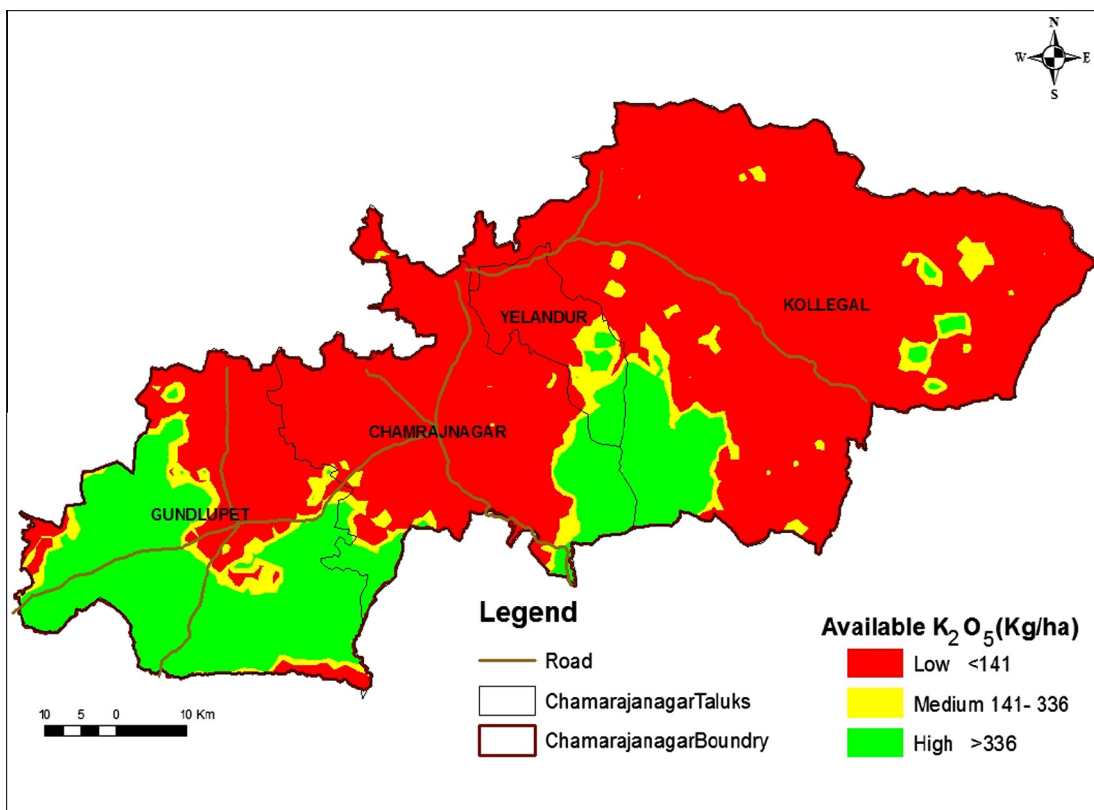 N
W E
S
KOLLEGAL
YELANDUR
CHAMRAJNAGAR
GUNDLUPET
Legend
Road
ChamarajanagarTaluks
ChamarajanagarBoundry
10 5 0 10 Km
Available K2O5(Kg/ha)
Low <141
Medium 141- 336
High >336